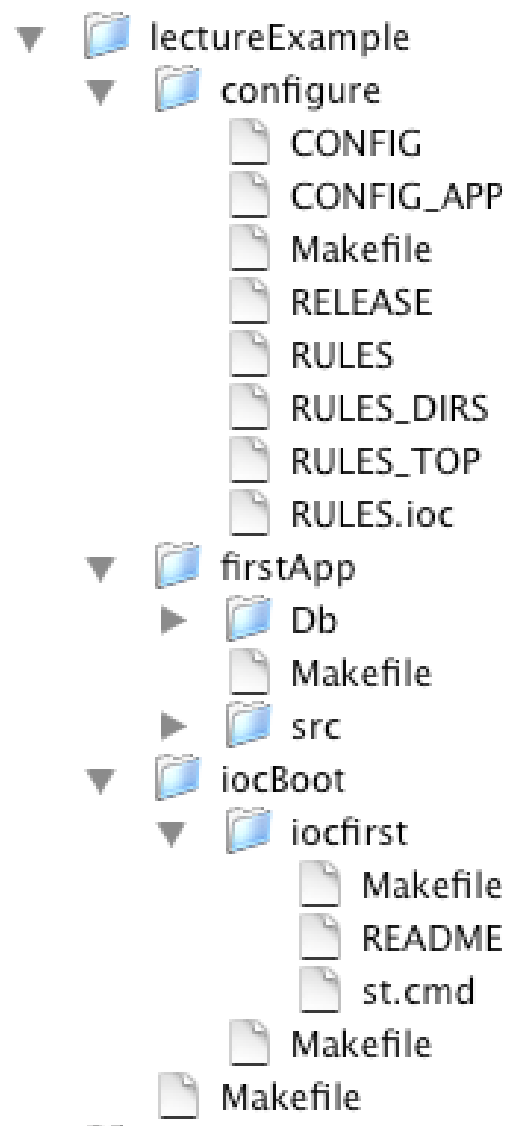 lectureExample
configure
CONFIG
CONFIG_APP
Makefile
RELEASE
RULES
RULES_DIRS
RULES_TOP
RULES.ioc
firstApp
Db
Makefile
src
iocBoot
iocfirst
Makefile
README
st.cmd
Makefile
Makefile